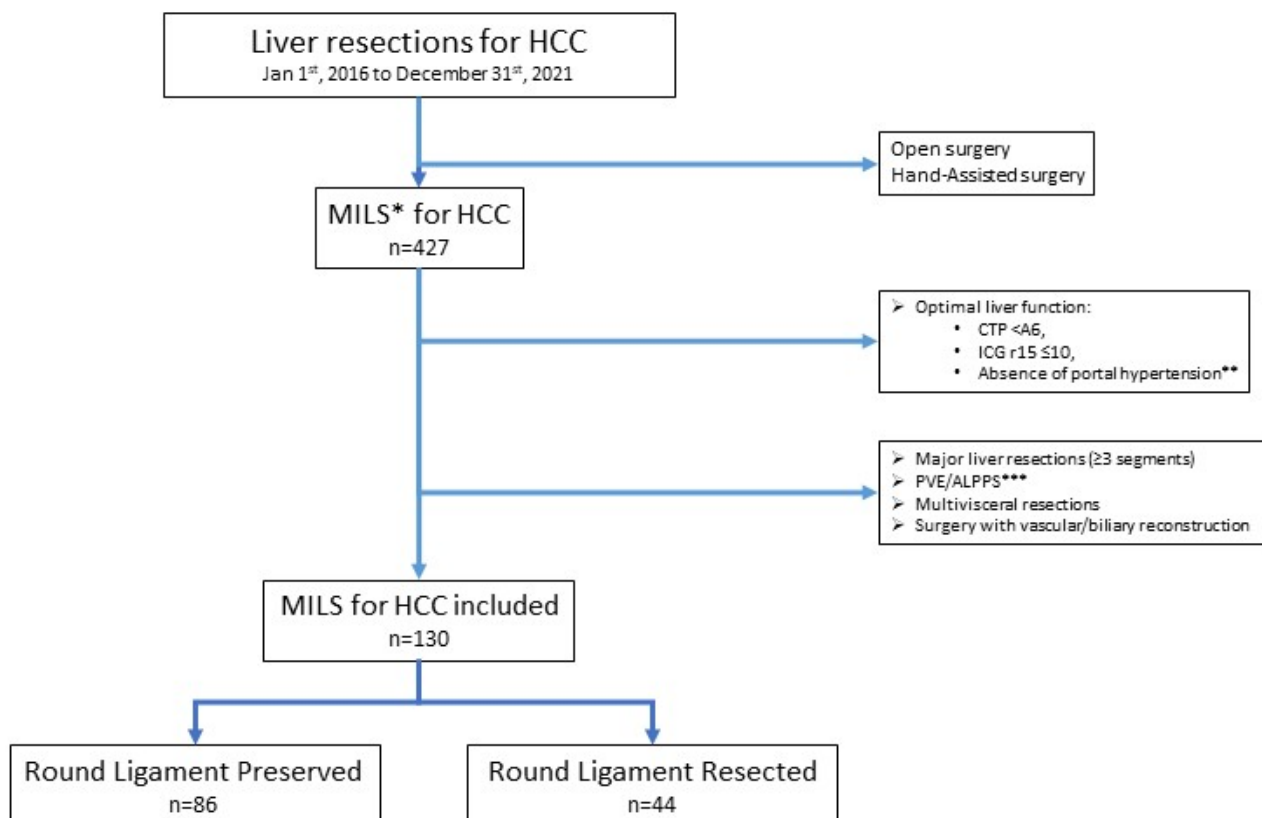 Liver resections for HCC
Jan 1st, 2016 to December 31st, 2021
Open surgery
Hand-Assisted surgery
MILS* for HCC
n=427
➢ Optimal liver function:
• CTP <A6,
• ICG r15 ≤10,
• Absence of portal hypertension**
➢ Major liver resections (≥3 segments)
➢ PVE/ALPPS***
➢ Multivisceral resections
➢ Surgery with vascular/biliary reconstruction
MILS for HCC included
n=130
Round Ligament Preserved
n=86
Round Ligament Resected
n=44